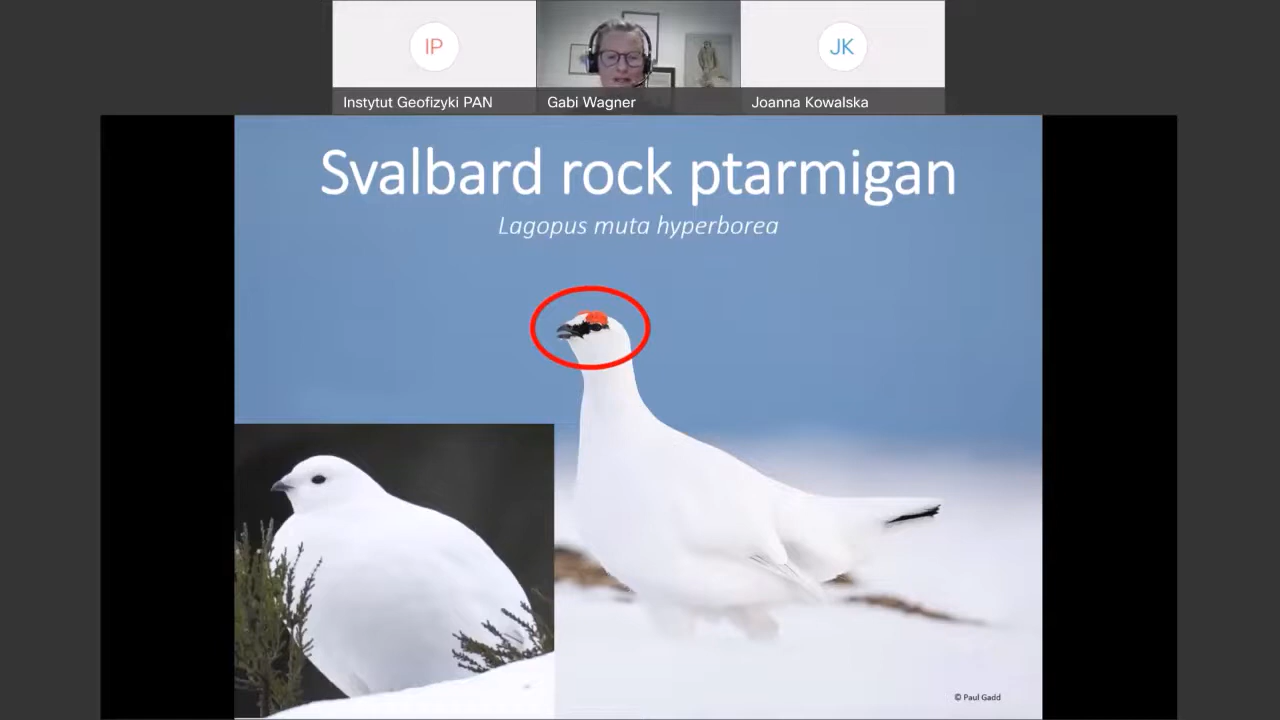 IP
JK
Instytut Geofizyki PAN
Gabi Wagner
Joanna Kowalska
Svalbard rock ptarmigan
Lagopus muta hyperborea
© Paul Gadd